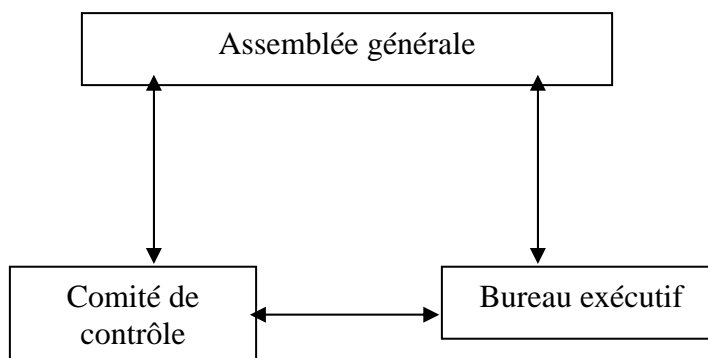 Assemblée générale
Comité de
contrôle
Bureau exécutif